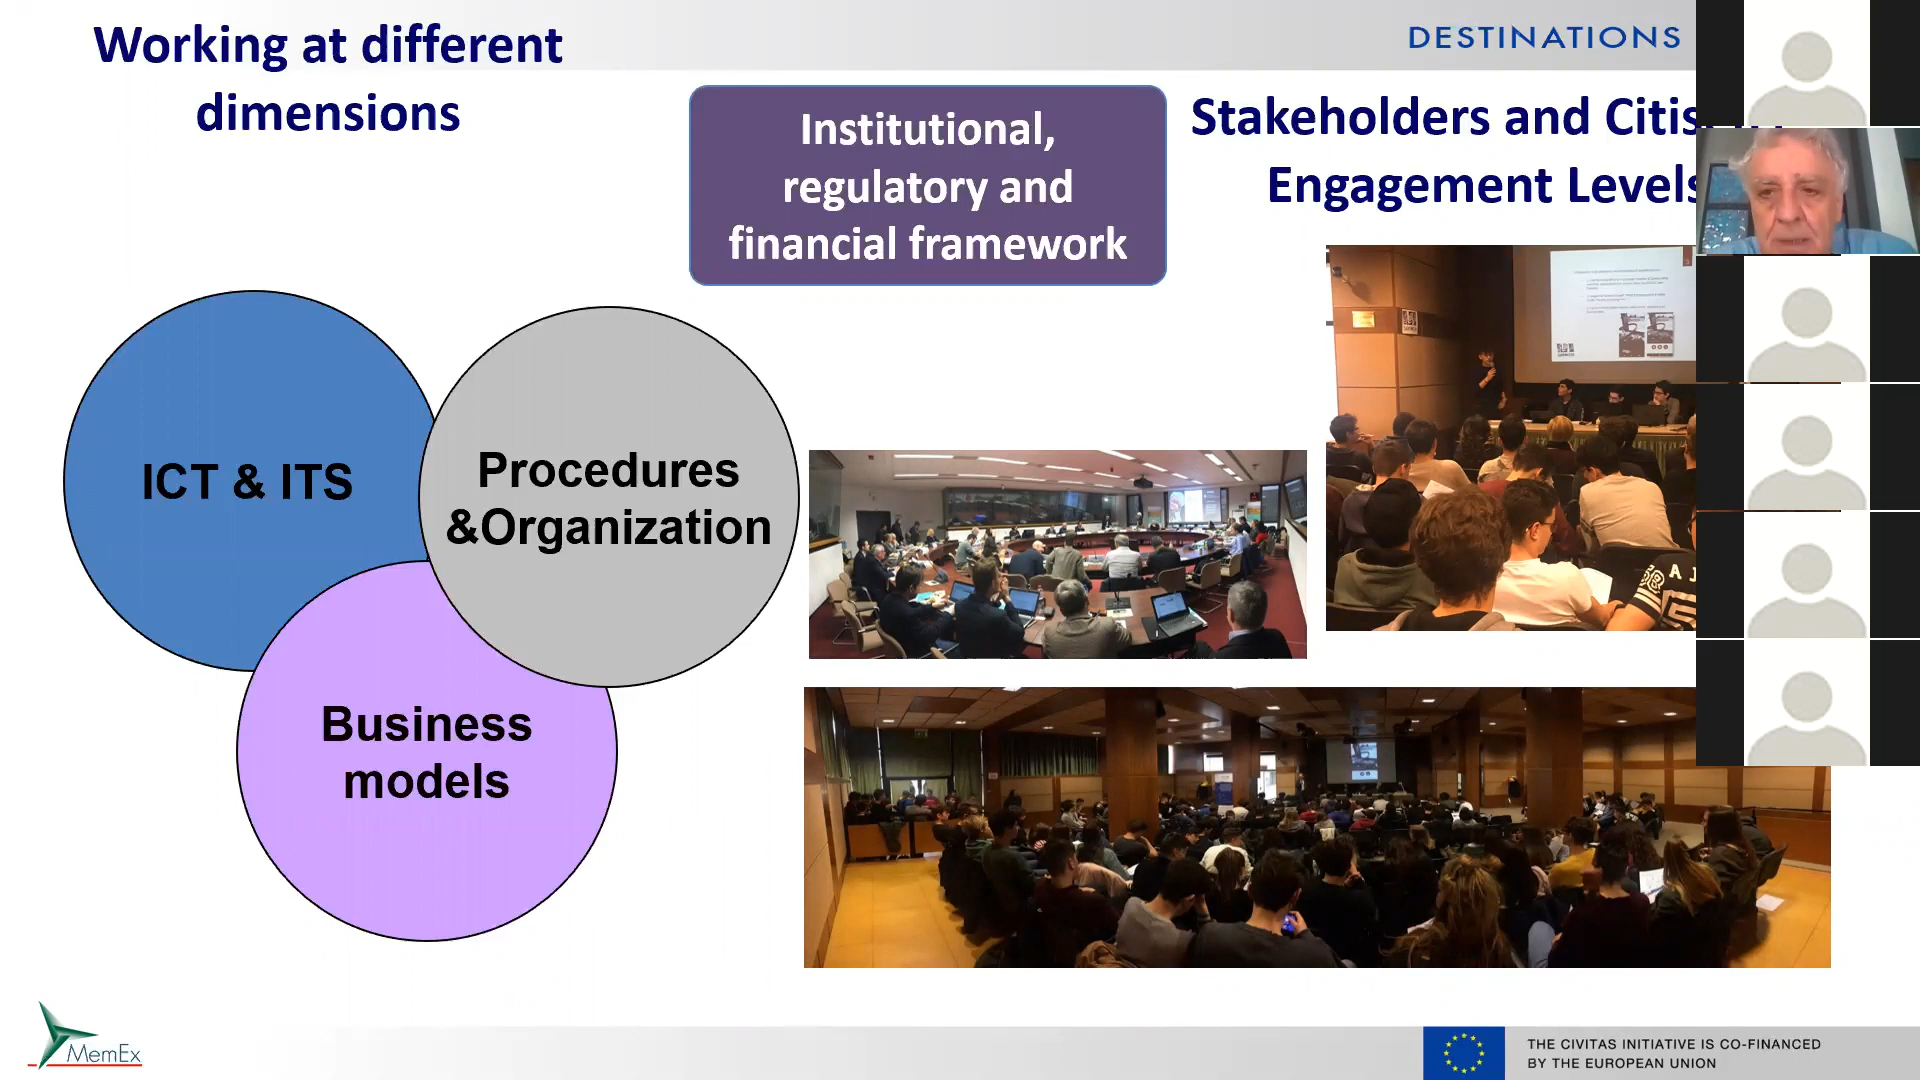 Working at different
dimensions
DESTINATIONS
Institutional,
regulatory and
financial framework
Stakeholders and
Engagement Levels
ICT & ITS
Procedures
&Organization
Business
models
MemEx
THE CIVITAS INITIATIVE IS CO-FINANCED
BY THE EUROPEAN UNION